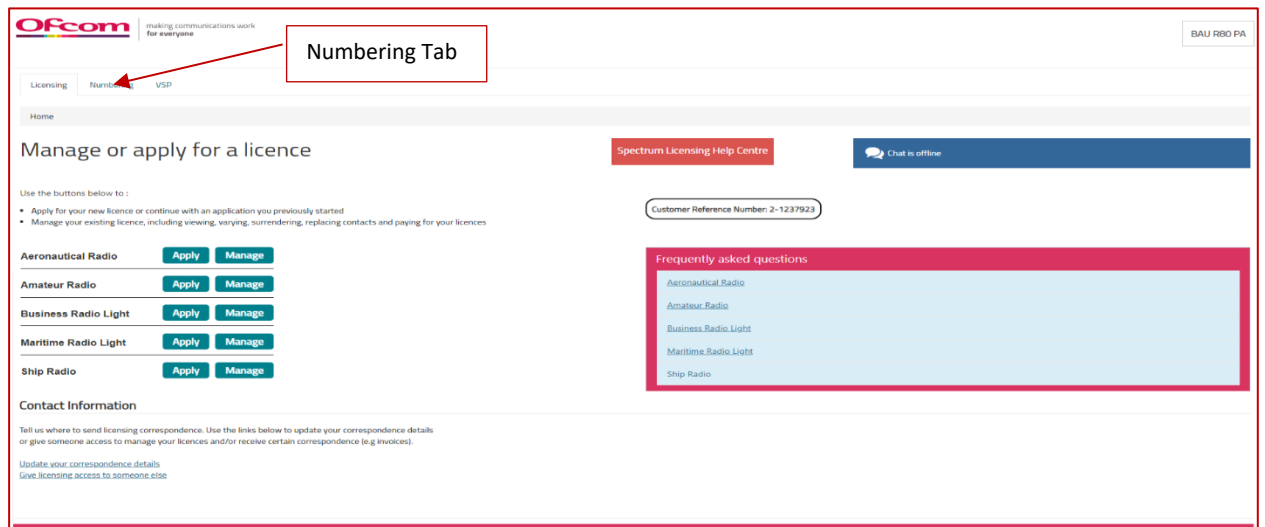 Ofcom
making communications work
for everyone
Numbering Tab
BAU R80 PA
Licensing Numbering VSP
Home
Manage or apply for a licence
Spectrum Licensing Help Centre
Chat is offline
Use the buttons below to :
• Apply for your new licence or continue with an application you previously started
• Manage your existing licence, including viewing, varying, surrendering, replacing contacts and paying for your licences
Customer Reference Number: 2-1237923
Aeronautical Radio Apply Manage
Amateur Radio Apply Manage
Business Radio Light Apply Manage
Maritime Radio Light Apply Manage
Ship Radio Apply Manage
Frequently asked questions
Aeronautical Radio
Amateur Radio
Business Radio Light
Maritime Radio Light
Ship Radio
Contact Information
Tell us where to send licensing correspondence. Use the links below to update your correspondence details
or give someone access to manage your licences and/or receive certain correspondence (e.g invoices).
Update your correspondence details
Give licensing access to someone else